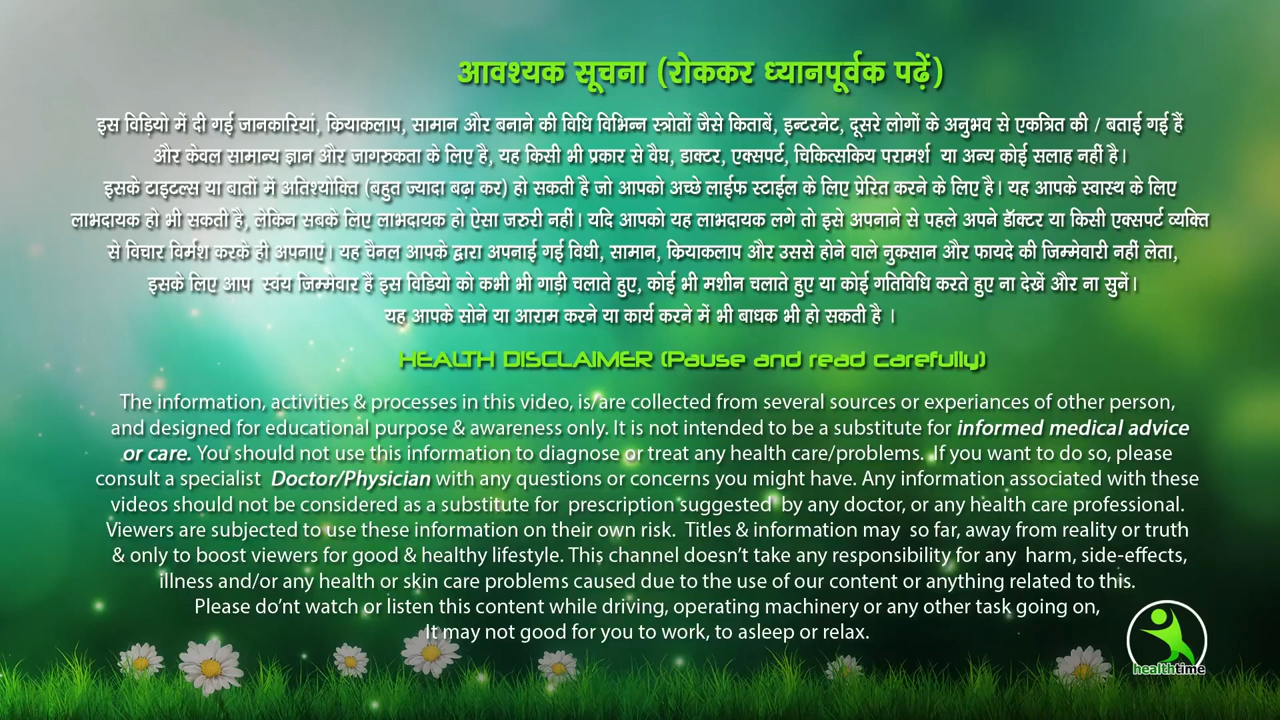 आवश्यक सूचना (रोककर ध्यानपूर्वक पढ़ें)
इस विड़ियो में दी गई जानकारियां, कियाकलाप, सामान और बनाने की विधि विभिन्न स्त्रोतों जैसे किताबें, इन्टरनेट, दूसरे लोगों के अनुभव से एकत्रित की / बताई गई हैं
और केवल सामान्य ज्ञान और जागरुकता के लिए है, यह किसी भी प्रकार से वैघ, डाक्टर, एक्सपर्ट, चिकित्सकिय परामर्श या अन्य कोई सलाह नहीं है।
इसके टाइटल्स या बातों में अतिश्योक्ति (बहुत ज्यादा बढ़ा कर) हो सकती है जो आपको अच्छे लाईफ स्टाईल के लिए प्रेरित करने के लिए है। यह आपके स्वास्थ के लिए
लाभदायक हो भी सकती है, लेकिन सबके लिए लाभदायक हो ऐसा जरुरी नहीं। यदि आपको यह लाभदायक लगे तो इसे अपनाने से पहले अपने डॉक्टर या किसी एक्सपर्ट व्यक्ति
से विचार विर्मश करके ही अपनाएं। यह चैनल आपके द्वारा अपनाई गई विधी, सामान, कियाकलाप और उससे होने वाले नुकसान और फायदे की जिम्मेवारी नहीं लेता,
इसके लिए आप स्वंय जिम्मेवार हैं इस विडियो को कभी भी गाड़ी चलाते हुए, कोई भी मशीन चलाते हुए या कोई गतिविधि करते हुए ना देखें और ना सुनें।
यह आपके सोने या आराम करने या कार्य करने में भी बाधक भी हो सकती है ।
HEALTH DISCLAIMER (Pause and read carefully)
The information, activities & processes in this video, is/are collected from several sources or experiances of other person,
and designed for educational purpose & awareness only. It is not intended to be a substitute for informed medical advice
or care. You should not use this information to diagnose or treat any health care/problems. If you want to do so, please
consult a specialist Doctor/Physician with any questions or concerns you might have. Any information associated with these
videos should not be considered as a substitute for prescription suggested by any doctor, or any health care professional.
Viewers are subjected to use these information on their own risk. Titles & information may so far, away from reality or truth
& only to boost viewers for good & healthy lifestyle. This channel doesn't take any responsibility for any harm, side-effects,
illness and/or any health or skin care problems caused due to the use of our content or anything related to this.
Please do'nt watch or listen this content while driving, operating machinery or any other task going on,
It may not good for you to work, to asleep or relax.
healthtime